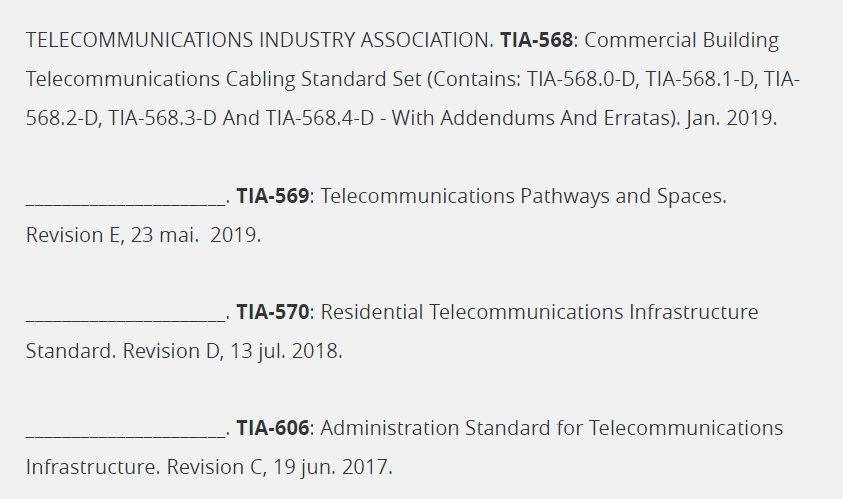 TELECOMMUNICATIONS INDUSTRY ASSOCIATION. TIA-568: Commercial Building
Telecommunications Cabling Standard Set (Contains: TIA-568.0-D, TIA-568.1-D, TIA-
568.2-D, TIA-568.3-D And TIA-568.4-D - With Addendums And Erratas). Jan. 2019.
______________________. TIA-569: Telecommunications Pathways and Spaces.
Revision E, 23 mai.  2019.
______________________. TIA-570: Residential Telecommunications Infrastructure
Standard. Revision D, 13 jul. 2018.
______________________. TIA-606: Administration Standard for Telecommunications
Infrastructure. Revision C, 19 jun. 2017.